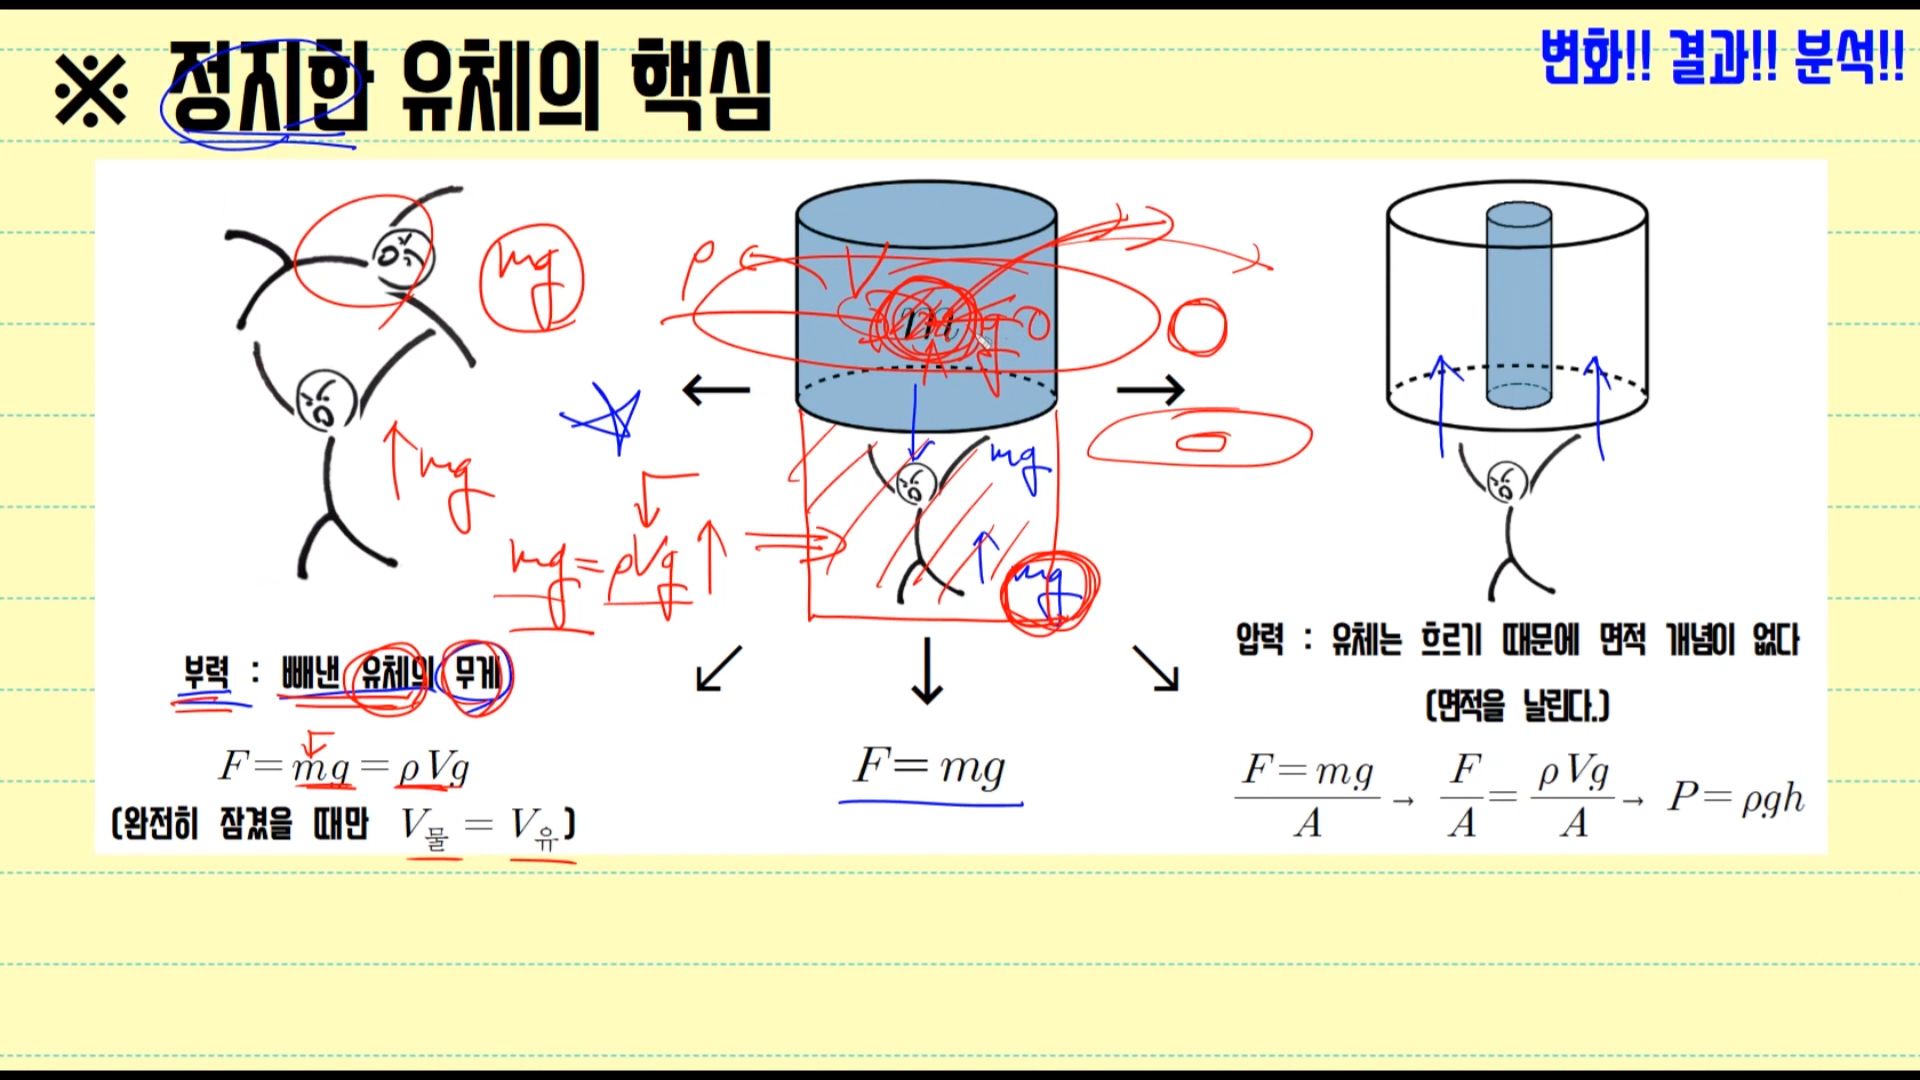 ※ 정지한 유체의 핵심
변화!! 결과!! 분석!!
mg
ρ V
m g
mg
mg
mg = ρVg
mg
부력 : 빼낸 유체의 무게
F = mg = ρVg
(완전히 잠겼을 때만 V물 = V유)
F = mg
압력 : 유체는 흐르기 때문에 면적 개념이 없다
(면적을 날린다.)
F = mg / A → F / A = ρVg / A → P = ρgh